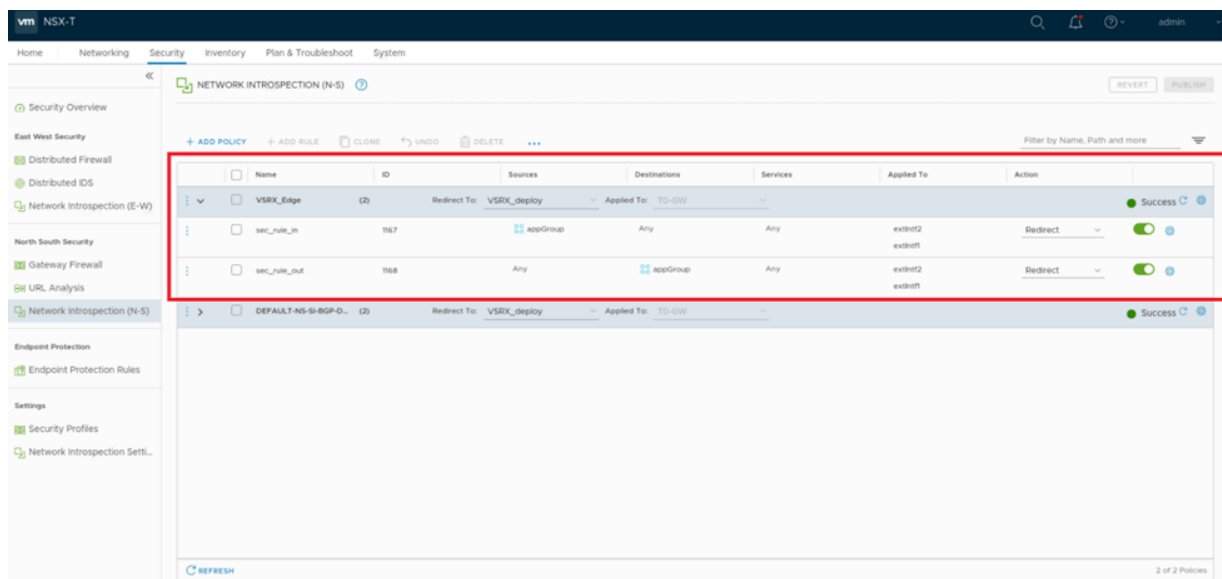 vm NSX-T
admin
Home Networking Security Inventory Plan & Troubleshoot System
Security Overview
East West Security
Distributed Firewall
Distributed IDS
Network Introspection (E-W)
North South Security
Gateway Firewall
URL Analysis
Network Introspection (N-S)
Endpoint Protection
Endpoint Protection Rules
Settings
Security Profiles
Network Introspection Setti...
NETWORK INTROSPECTION (N-S)
REVERT PUBLISH
+ ADD POLICY + ADD RULE CLONE UNDO DELETE ...
Filter by Name, Path and more
Name ID Sources Destinations Services Applied To Action
VSRX_Edge (2) Redirect To: VSRX_deploy Applied To: T0-GW Success
sec_rule_in 1167 appGroup Any Any extIntf2 Redirect
extIntf1
sec_rule_out 1168 Any appGroup Any extIntf2 Redirect
extIntf1
DEFAULT-NS-SI-BGP-D... (2) Redirect To: VSRX_deploy Applied To: T0-GW Success
REFRESH 2 of 2 Policies